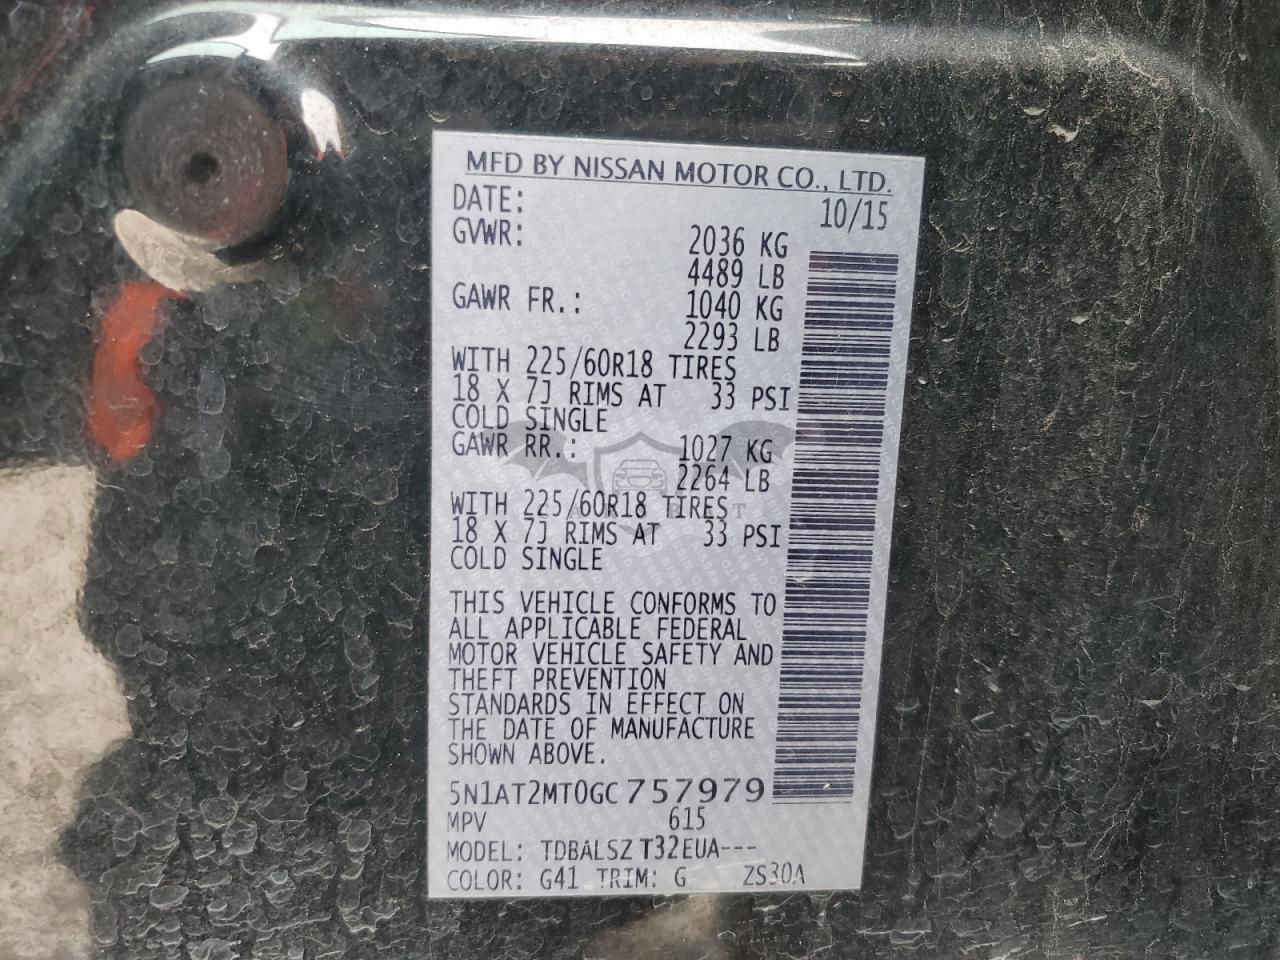 MFD BY NISSAN MOTOR CO., LTD.
DATE: 10/15
GVWR: 2036 KG
4489 LB
GAWR FR.: 1040 KG
2293 LB
WITH 225/60R18 TIRES
18 X 7J RIMS AT 33 PSI
COLD SINGLE
GAWR RR.: 1027 KG
2264 LB
WITH 225/60R18 TIRES
18 X 7J RIMS AT 33 PSI
COLD SINGLE
THIS VEHICLE CONFORMS TO
ALL APPLICABLE FEDERAL
MOTOR VEHICLE SAFETY AND
THEFT PREVENTION
STANDARDS IN EFFECT ON
THE DATE OF MANUFACTURE
SHOWN ABOVE.
5N1AT2MT0GC757979
MPV 615
MODEL: TDBALSZ T32EUA---
COLOR: G41 TRIM: G ZS30A